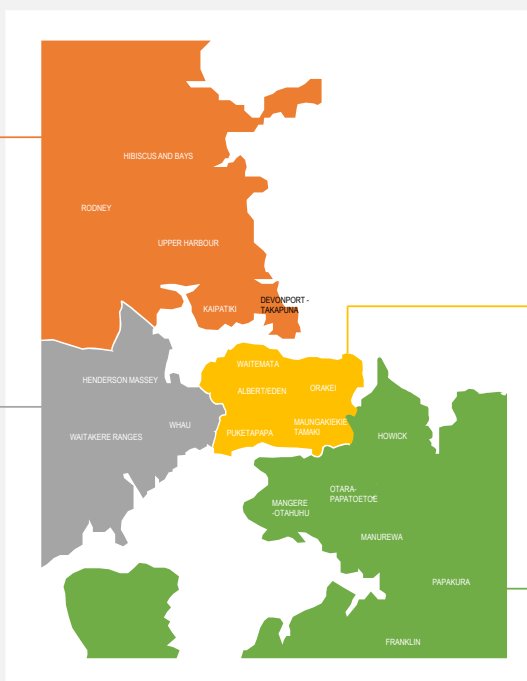 HIBISCUS AND BAYS
RODNEY
UPPER HARBOUR
KAIPATIKI
DEVONPORT -
TAKAPUNA
WAITEMATA
HENDERSON MASSEY
ALBERT/EDEN
ORAKEI
WHAU
PUKETAPAPA
MAUNGAKIEKIE
TAMAKI
WAITAKERE RANGES
HOWICK
OTARA-
PAPATOETOE
MANGERE
-OTAHUHU
MANUREWA
PAPAKURA
FRANKLIN